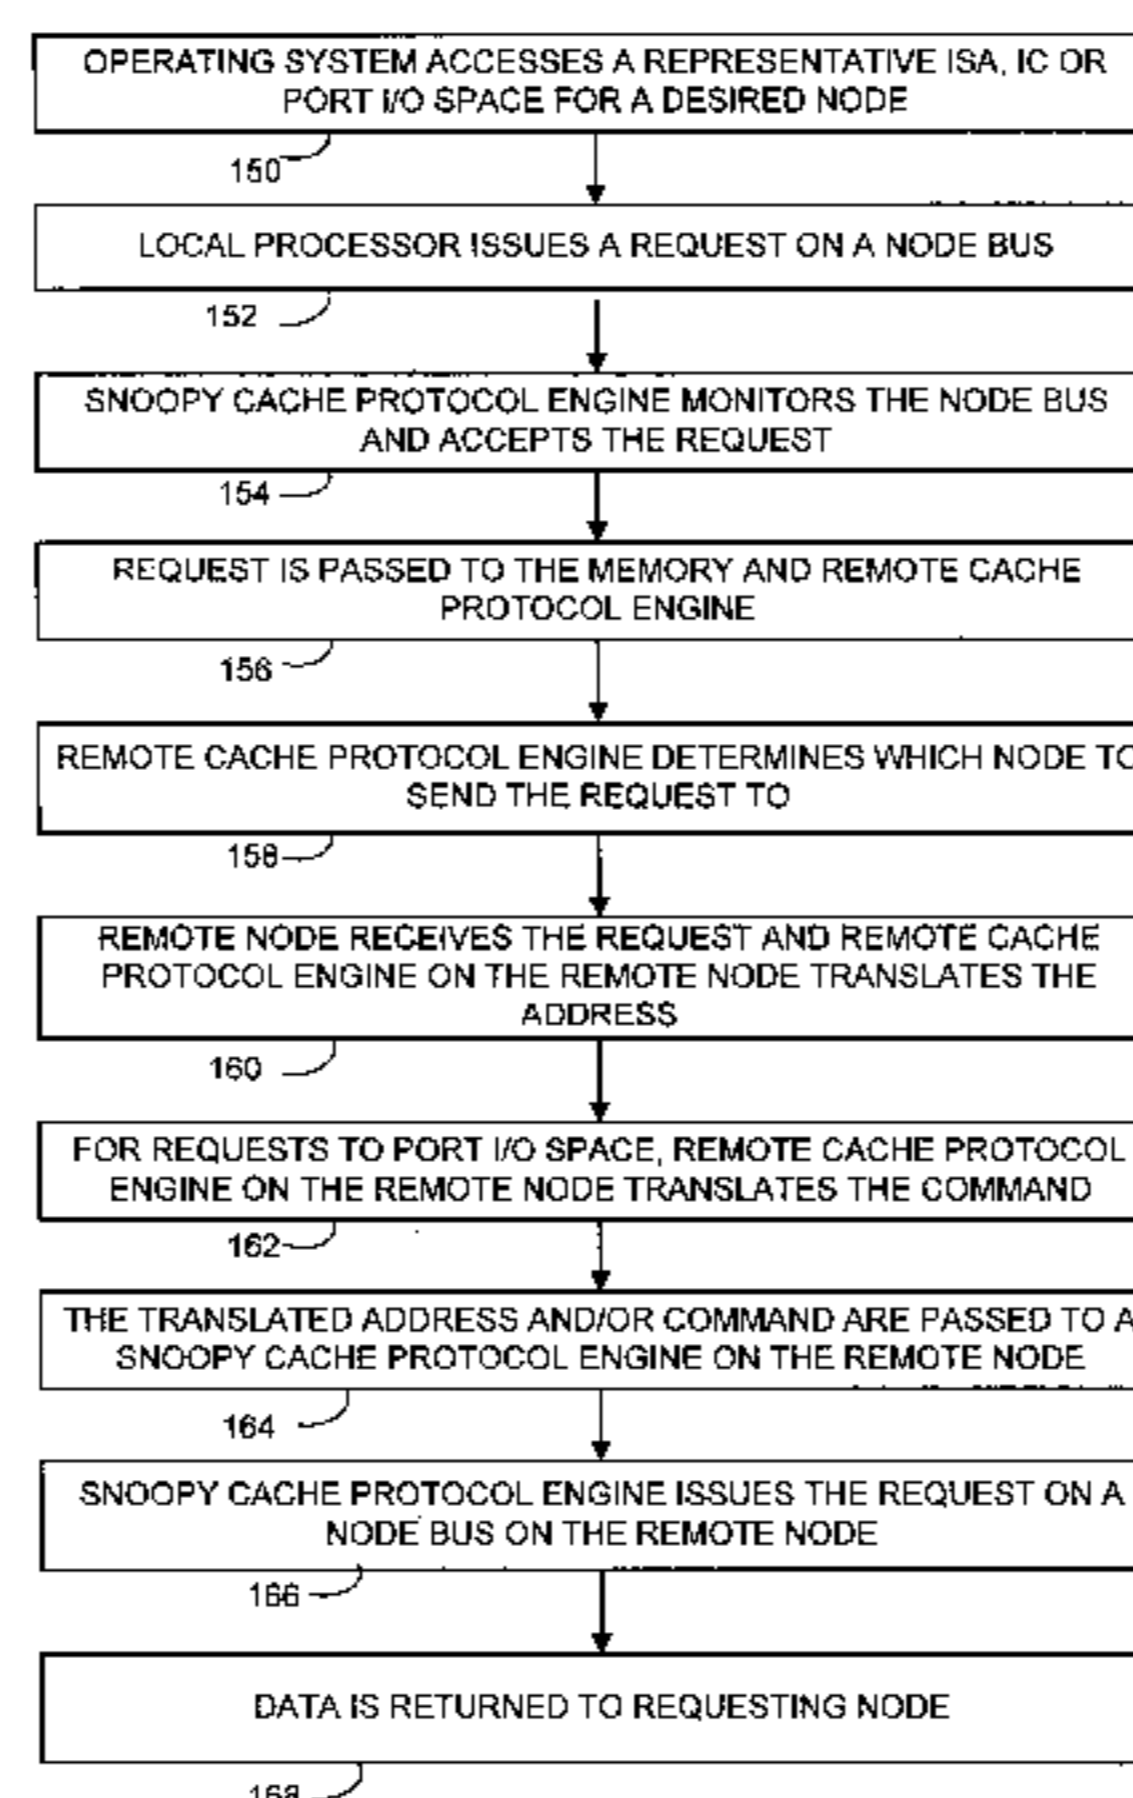 OPERATING SYSTEM ACCESSES A REPRESENTATIVE ISA, IC OR
PORT I/O SPACE FOR A DESIRED NODE
150
LOCAL PROCESSOR ISSUES A REQUEST ON A NODE BUS
152
SNOOPY CACHE PROTOCOL ENGINE MONITORS THE NODE BUS
AND ACCEPTS THE REQUEST
154
REQUEST IS PASSED TO THE MEMORY AND REMOTE CACHE
PROTOCOL ENGINE
156
REMOTE CACHE PROTOCOL ENGINE DETERMINES WHICH NODE TO
SEND THE REQUEST TO
158
REMOTE NODE RECEIVES THE REQUEST AND REMOTE CACHE
PROTOCOL ENGINE ON THE REMOTE NODE TRANSLATES THE
ADDRESS
160
FOR REQUESTS TO PORT I/O SPACE, REMOTE CACHE PROTOCOL
ENGINE ON THE REMOTE NODE TRANSLATES THE COMMAND
162
THE TRANSLATED ADDRESS AND/OR COMMAND ARE PASSED TO A
SNOOPY CACHE PROTOCOL ENGINE ON THE REMOTE NODE
164
SNOOPY CACHE PROTOCOL ENGINE ISSUES THE REQUEST ON A
NODE BUS ON THE REMOTE NODE
166
DATA IS RETURNED TO REQUESTING NODE
168